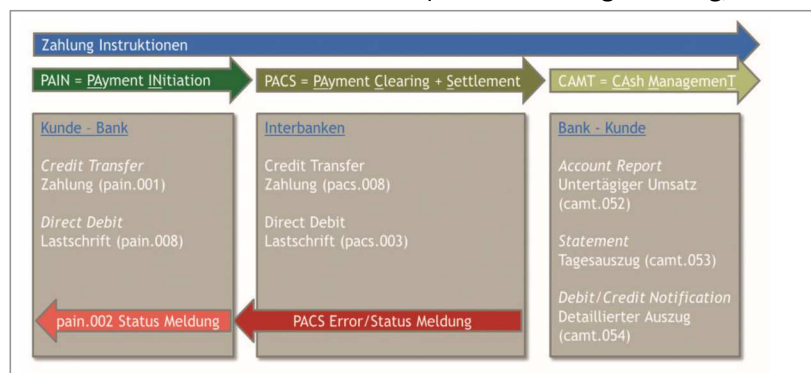 Zahlung Instruktionen
PAIN = PAyment INitiation
PACS = PAyment Clearing + Settlement
CAMT = CAsh ManagemenT
Kunde - Bank
Credit Transfer
Zahlung (pain.001)
Direct Debit
Lastschrift (pain.008)
pain.002 Status Meldung
Interbanken
Credit Transfer
Zahlung (pacs.008)
Direct Debit
Lastschrift (pacs.003)
PACS Error/Status Meldung
Bank - Kunde
Account Report
Untertägiger Umsatz
(camt.052)
Statement
Tagesauszug (camt.053)
Debit/Credit Notification
Detaillierter Auszug
(camt.054)